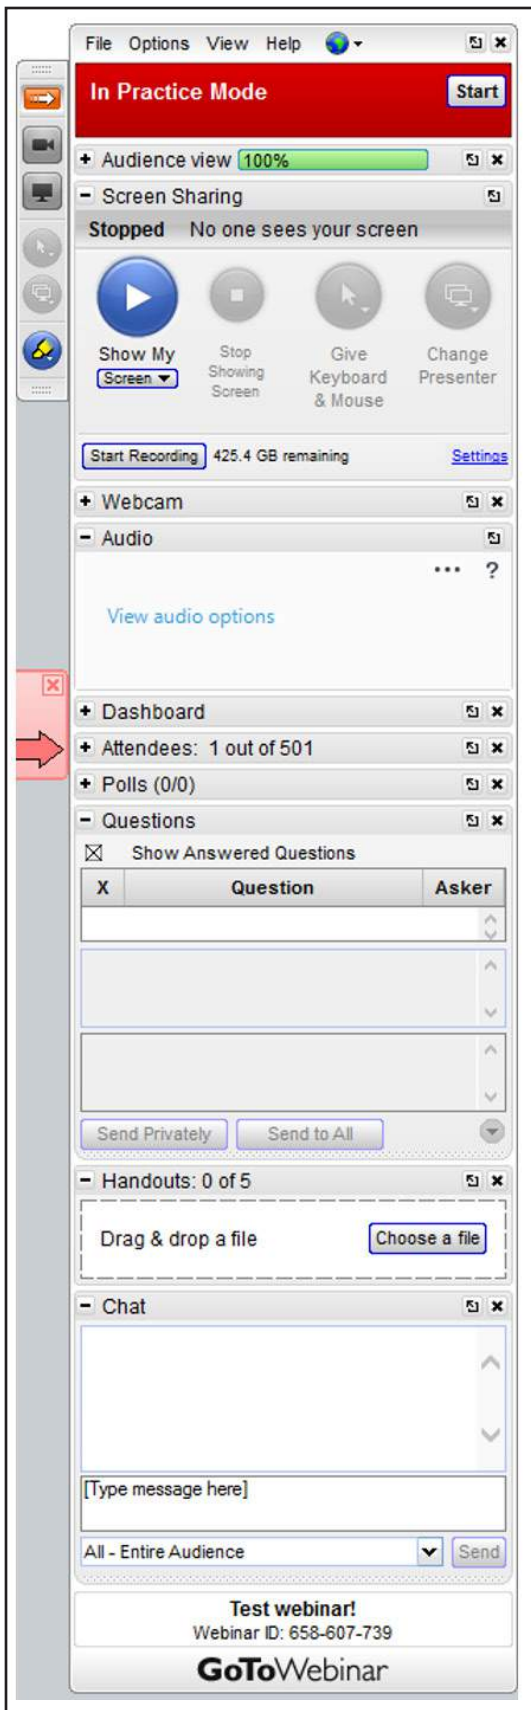 File Options View Help
In Practice Mode Start
Audience view 100%
Screen Sharing
Stopped No one sees your screen
Show My
Screen
Stop
Showing
Screen
Give
Keyboard
& Mouse
Change
Presenter
Start Recording 425.4 GB remaining Settings
Webcam
Audio
... ?
View audio options
Dashboard
Attendees: 1 out of 501
Polls (0/0)
Questions
Show Answered Questions
X Question Asker
Send Privately Send to All
Handouts: 0 of 5
Drag & drop a file Choose a file
Chat
[Type message here]
All - Entire Audience Send
Test webinar!
Webinar ID: 658-607-739
GoToWebinar